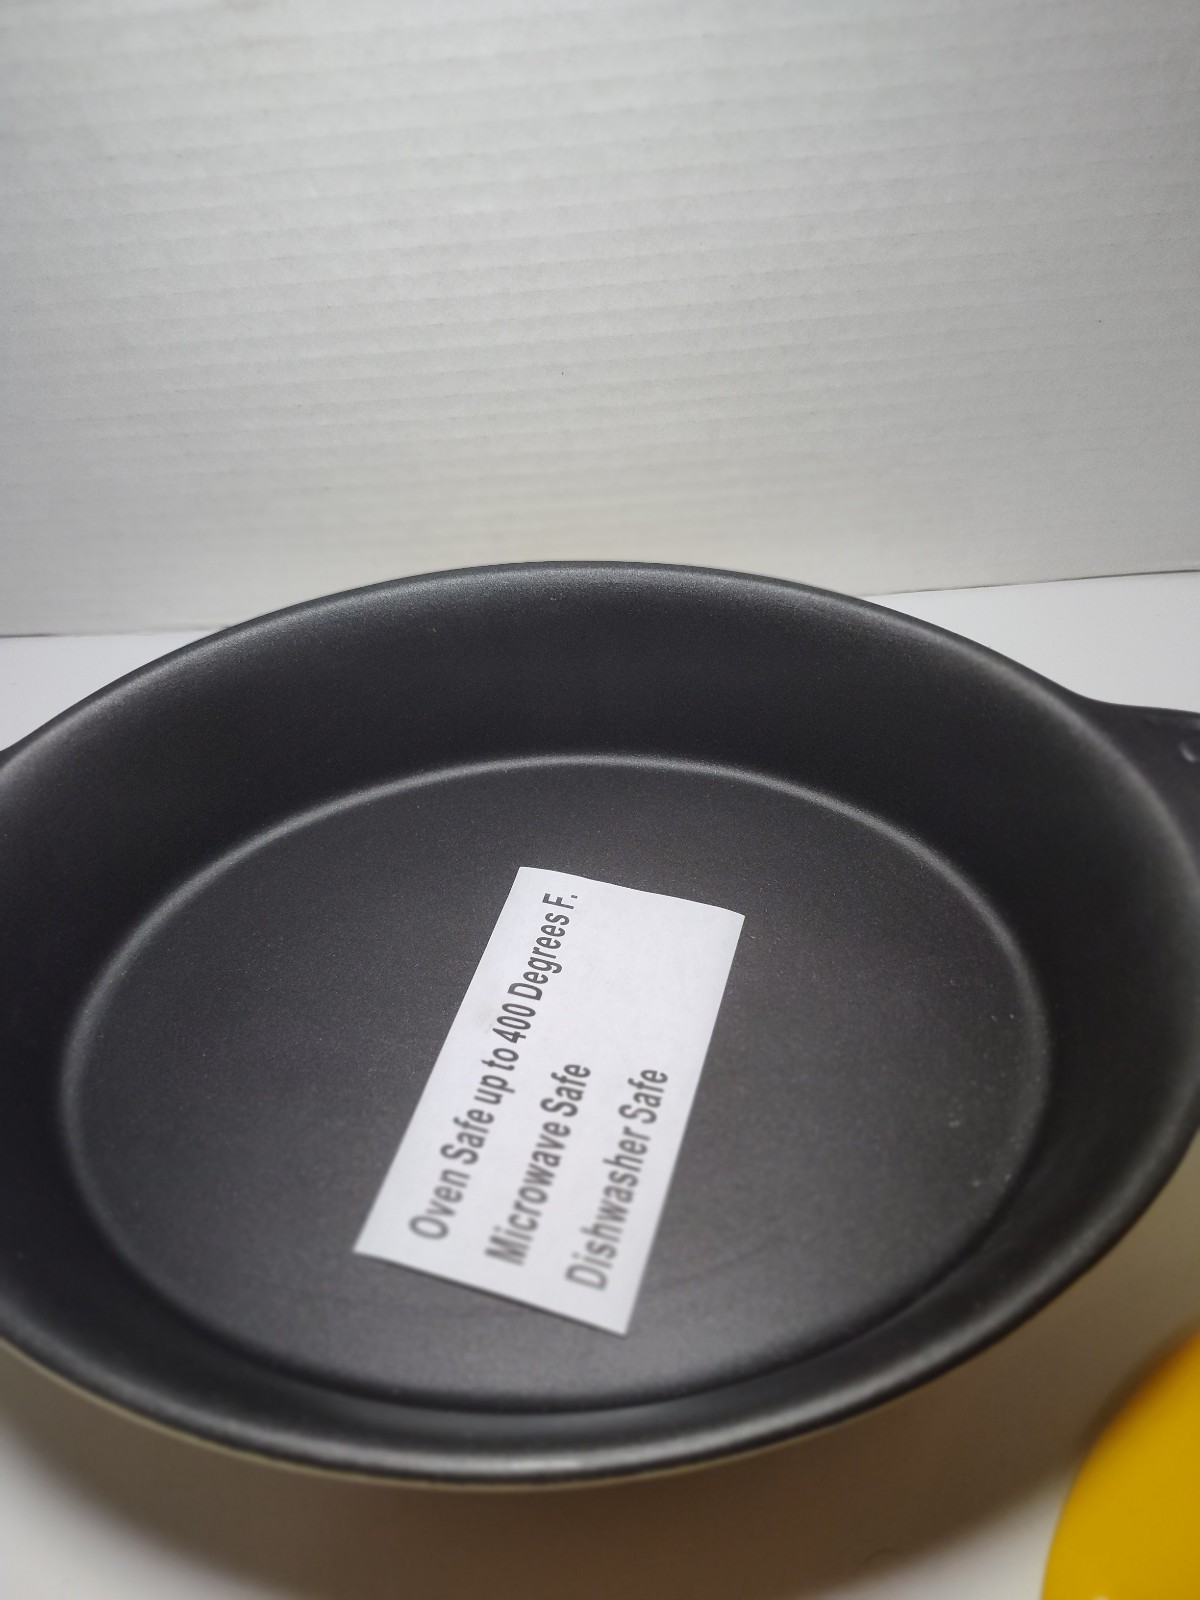 Oven Safe up to 400 Degrees F.
Microwave Safe
Dishwasher Safe